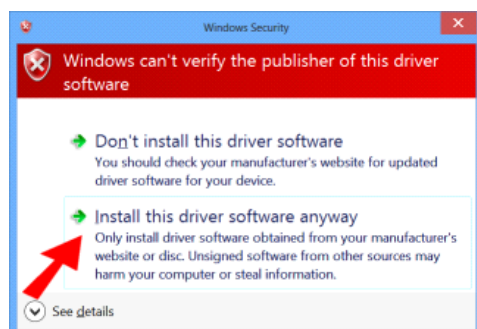 Windows Security
Windows can't verify the publisher of this driver
software
Don't install this driver software
You should check your manufacturer's website for updated
driver software for your device.
Install this driver software anyway
Only install driver software obtained from your manufacturer's
website or disc. Unsigned software from other sources may
harm your computer or steal information.
See details